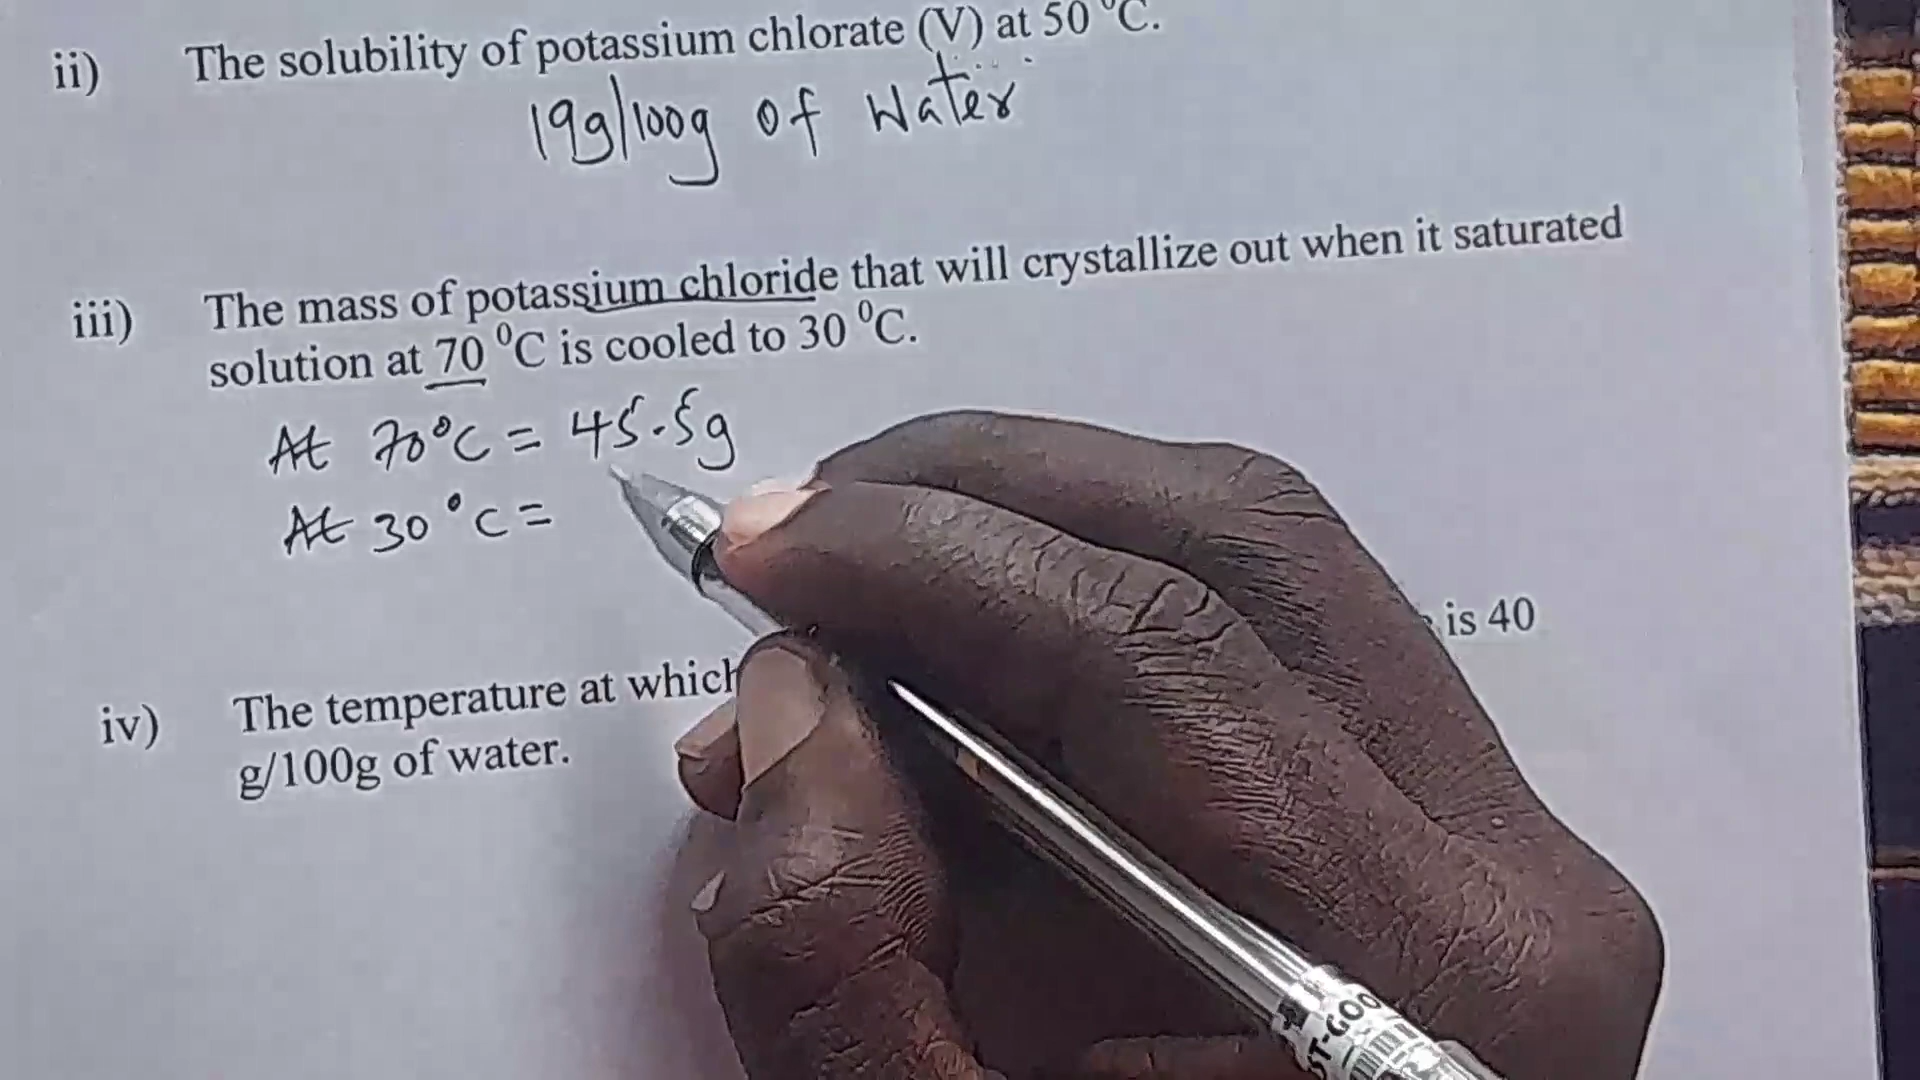 ii) The solubility of potassium chlorate (V) at 50 ⁰C.
19g/100g of Water
iii) The mass of potassium chloride that will crystallize out when it saturated
solution at 70 ⁰C is cooled to 30 ⁰C.
At 70°C = 45.5g
At 30°C =
iv) The temperature at which is 40
g/100g of water.
ST-GOO